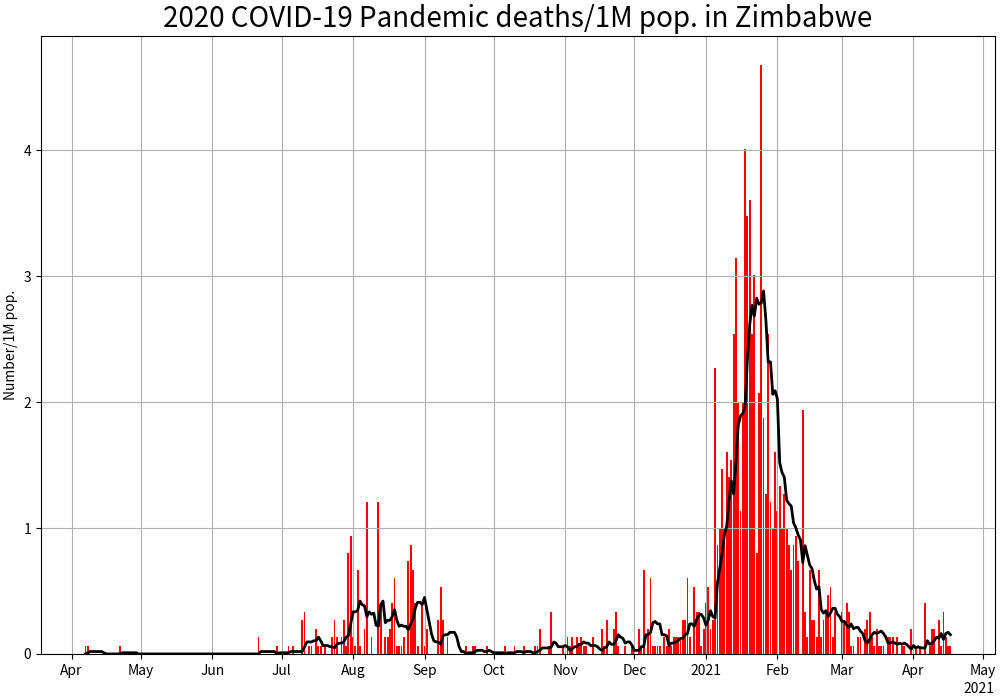 2020 COVID-19 Pandemic deaths/1M pop. in Zimbabwe
Number/1M pop.
4
3
2
1
0
Apr May Jun Jul Aug Sep Oct Nov Dec 2021 Feb Mar Apr May
2021